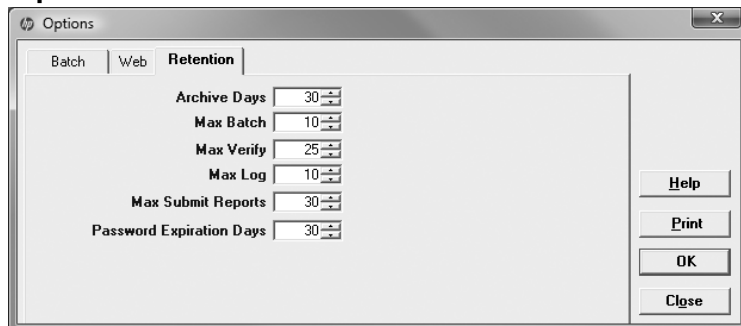 Options
Batch Web Retention
Archive Days 30
Max Batch 10
Max Verify 25
Max Log 10
Max Submit Reports 30
Password Expiration Days 30
Help
Print
OK
Close